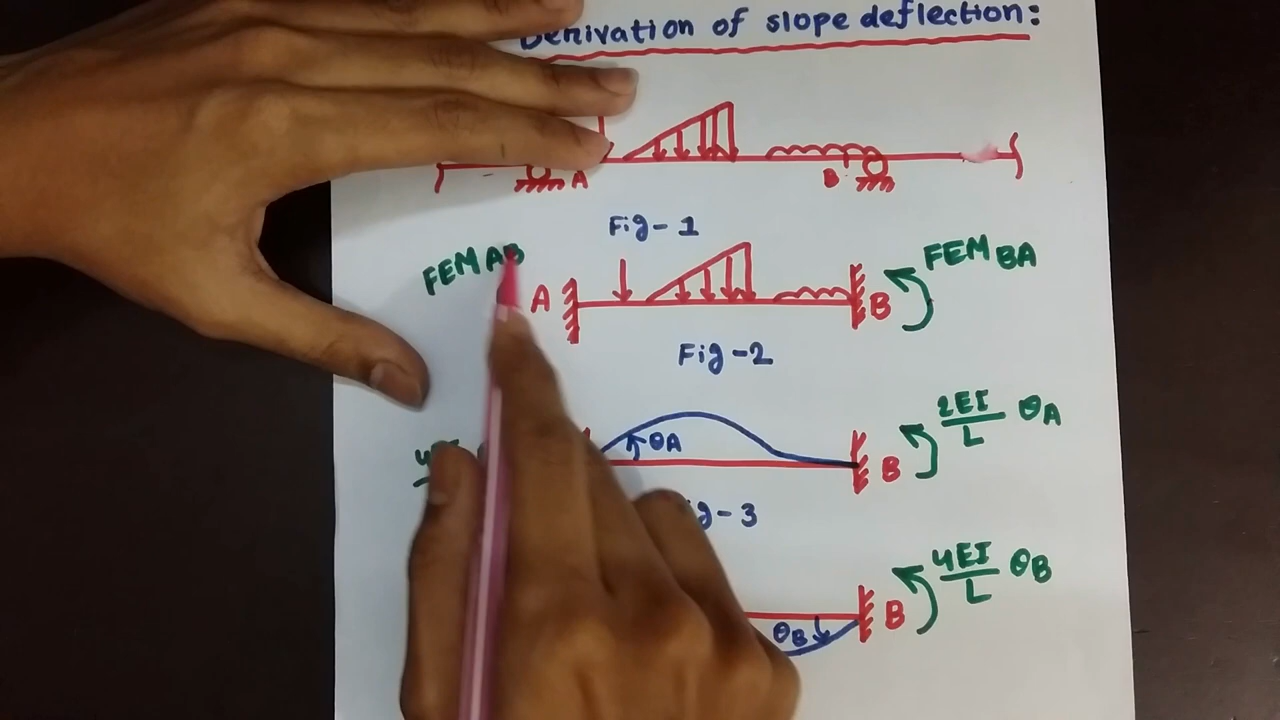 Derivation of slope deflection:
A B
Fig-1
FEM AB FEM BA
A B
Fig-2
2EI/L θA
θA B
4EI/L θB
B
θB